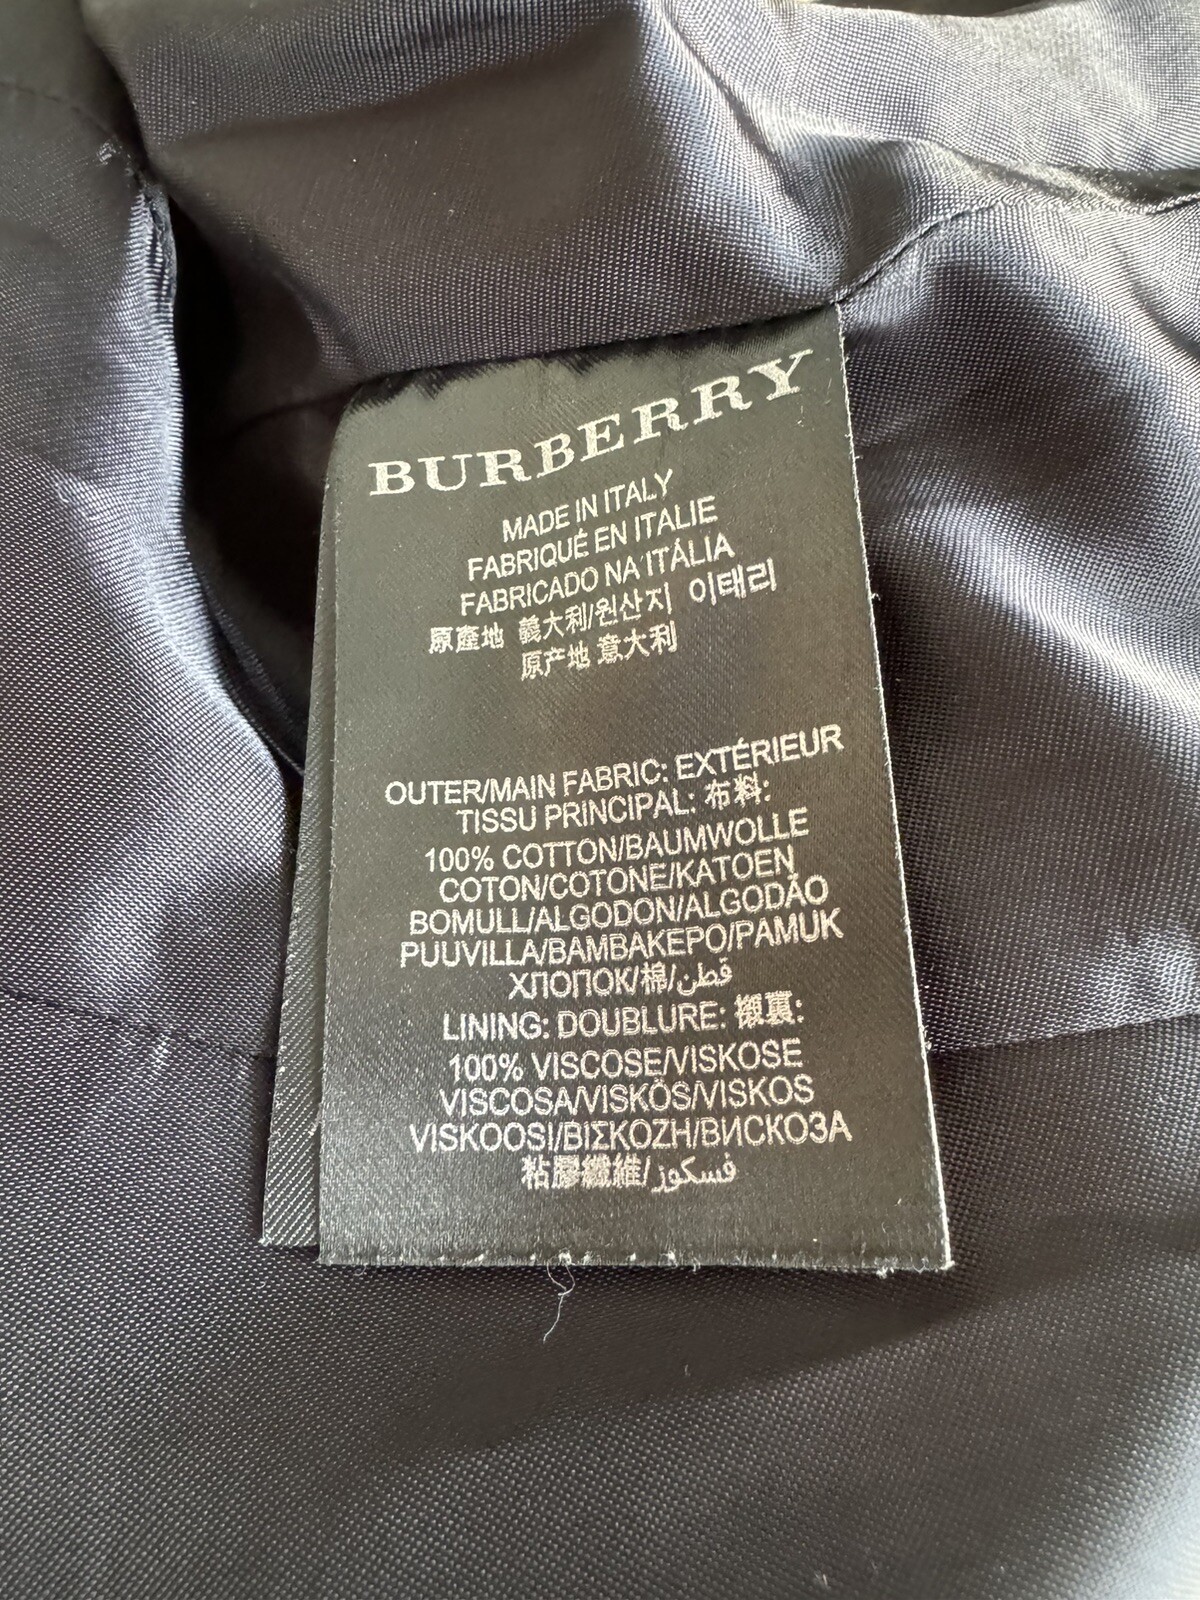 BURBERRY
MADE IN ITALY
FABRIQUÉ EN ITALIE
FABRICADO NA ITÁLIA
原產地 義大利/원산지 이태리
原产地 意大利
OUTER/MAIN FABRIC: EXTÉRIEUR
TISSU PRINCIPAL: 布料:
100% COTTON/BAUMWOLLE
COTON/COTONE/KATOEN
BOMULL/ALGODON/ALGODÃO
PUUVILLA/BAMBAKEPO/PAMUK
ХЛОПОК/棉/قطن
LINING: DOUBLURE: 襯裏:
100% VISCOSE/VISKOSE
VISCOSA/VISKÖS/VISKOS
VISKOOSI/ΒΙΣΚΟΖΗ/ВИСКОЗА
粘膠纖維/فسكوز